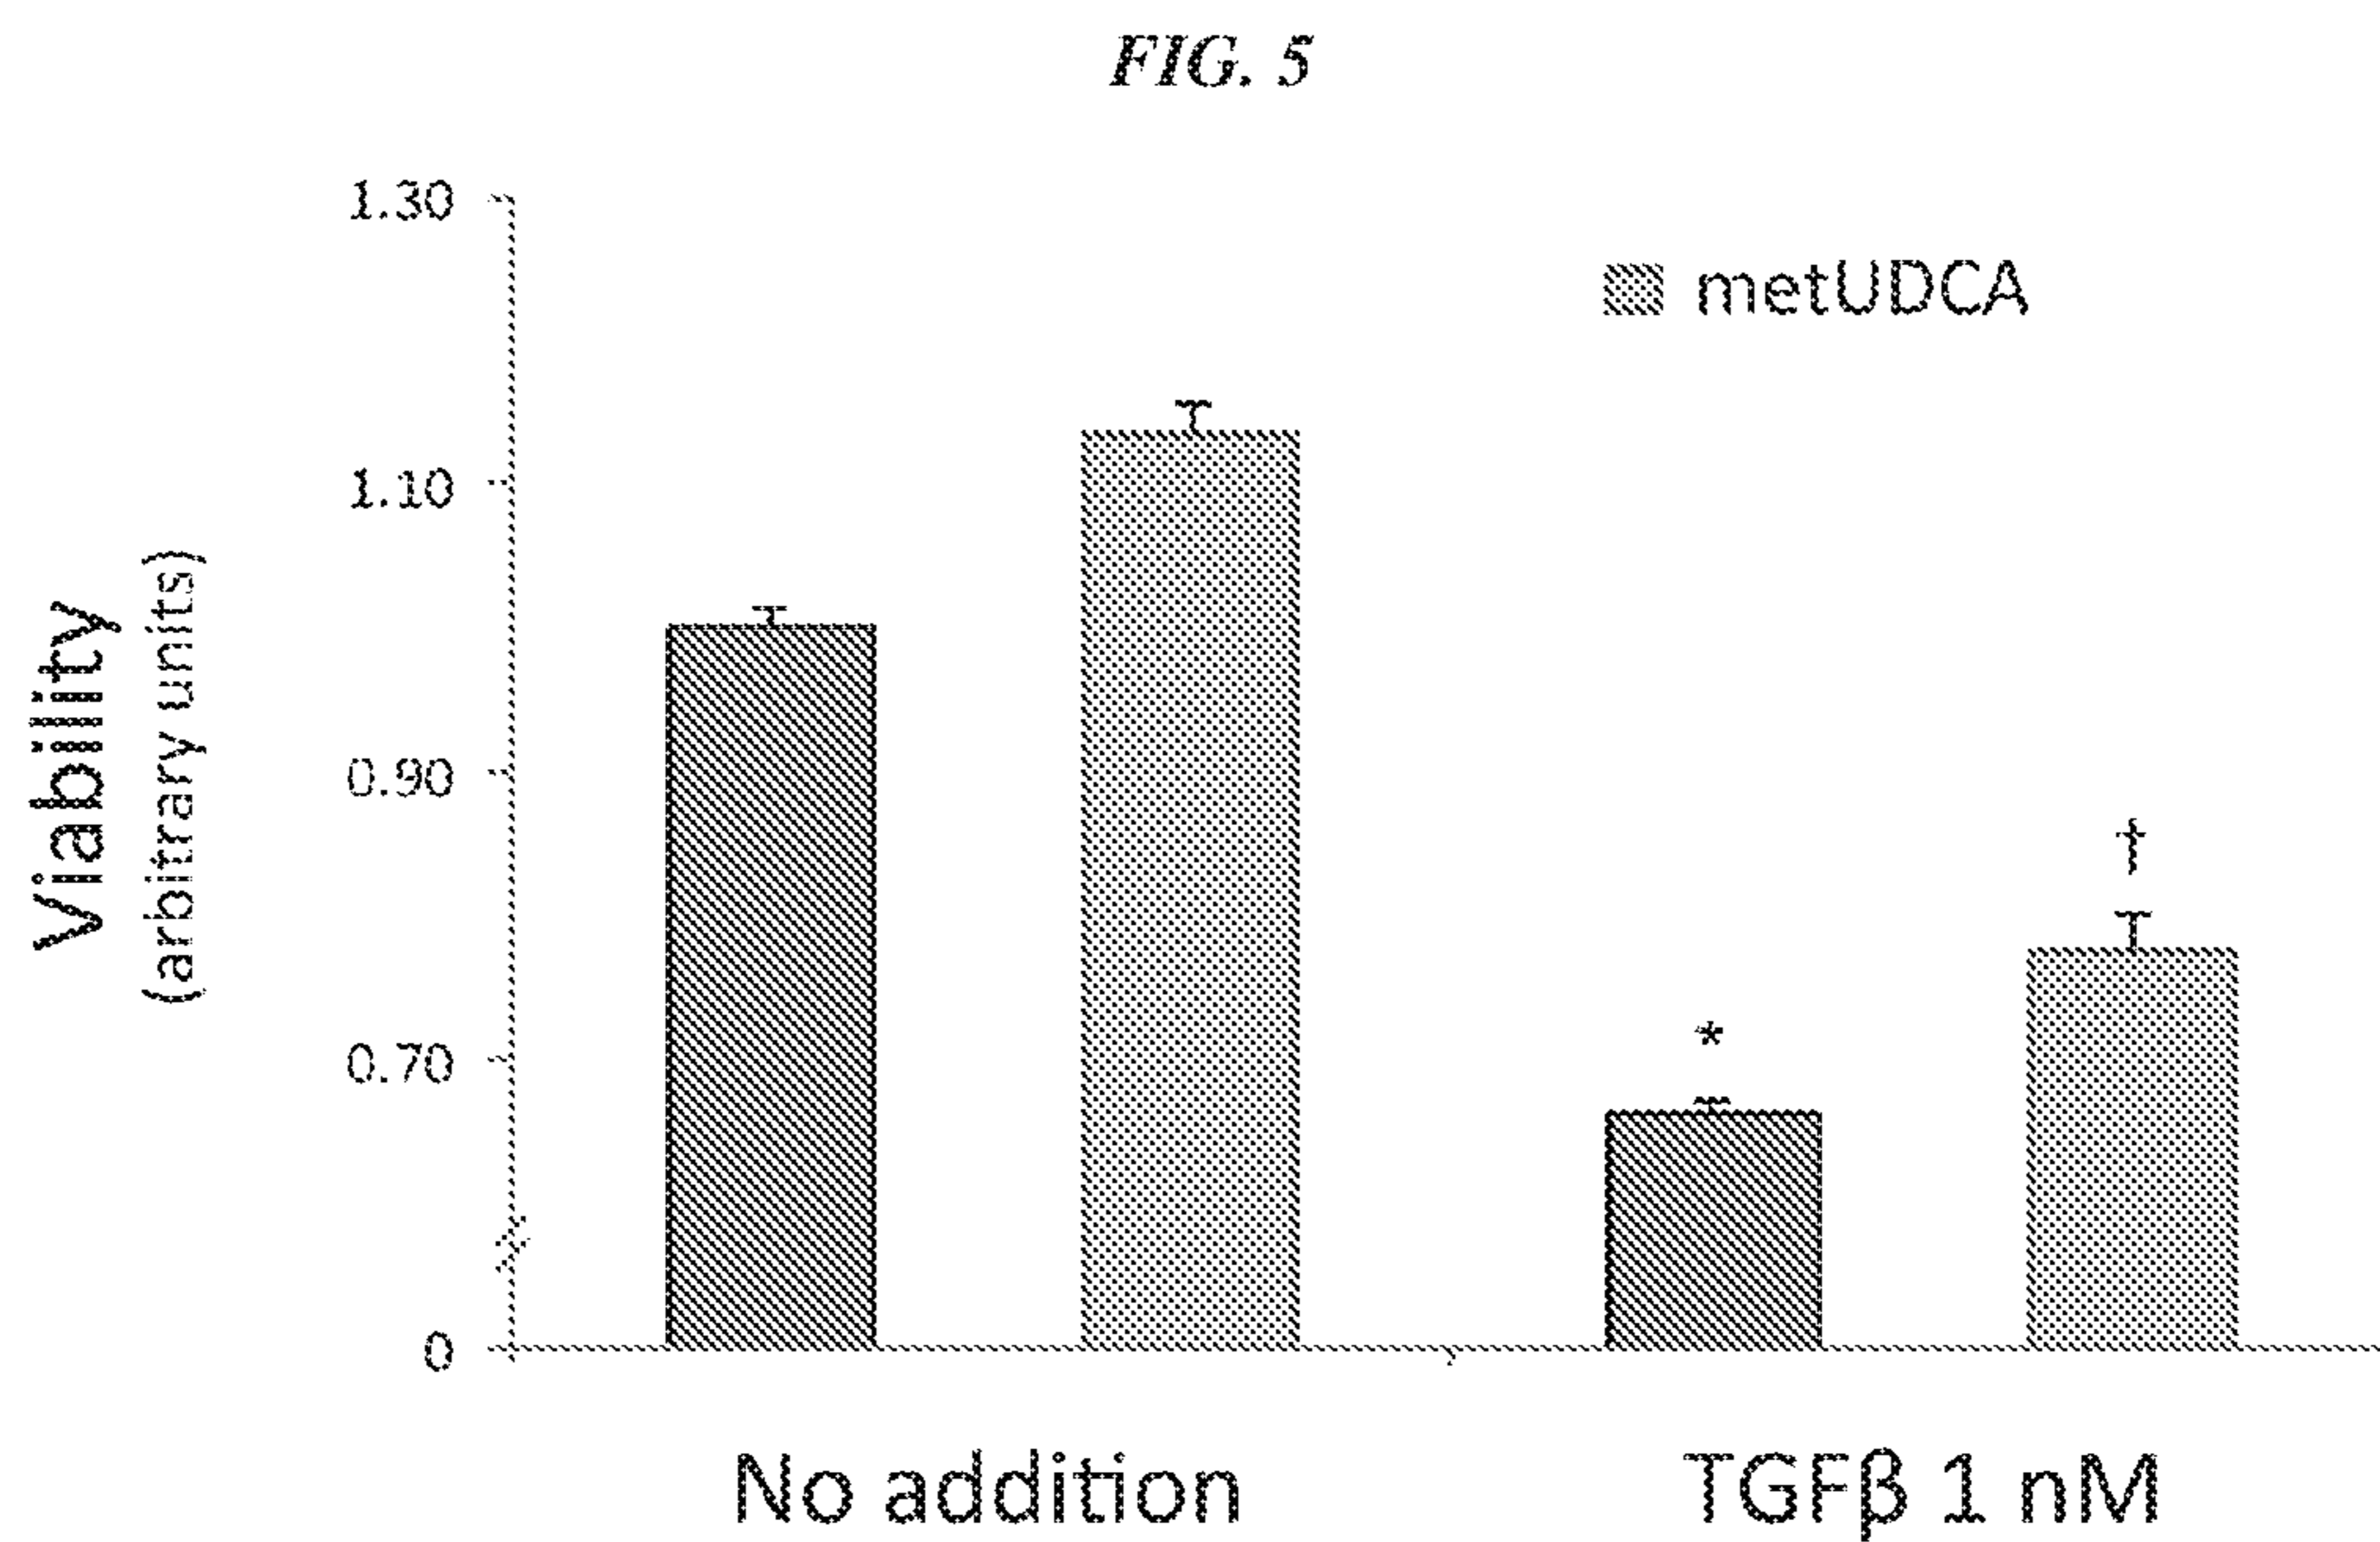 FIG. 5
1.30
1.10
0.90
0.70
0
Viability
(arbitrary units)
metUDCA
*
†
No addition
TGFβ 1 nM